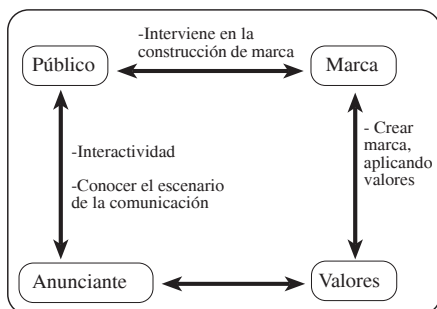 -Interviene en la
construcción de marca
Público
Marca
- Crear
marca,
aplicando
valores
-Interactividad
-Conocer el escenario
de la comunicación
Anunciante
Valores